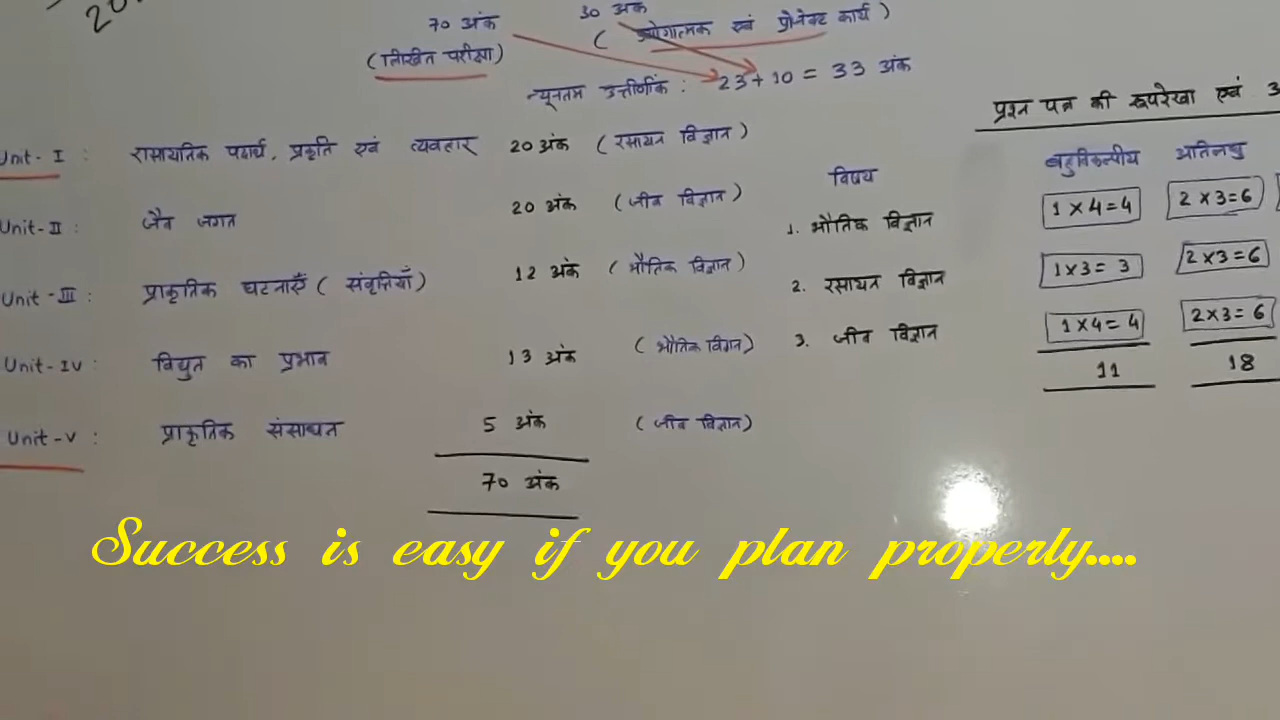 20
70 अंक
30 अंक
(लिखित परीक्षा)
( प्रयोगात्मक एवं प्रोजेक्ट कार्य )
न्यूनतम उत्तीर्णांक : 23+10 = 33 अंक
Unit-I : रासायनिक पदार्थ, प्रकृति एवं व्यवहार 20 अंक (रसायन विज्ञान)
Unit-II : जैव जगत 20 अंक (जीव विज्ञान)
Unit-III : प्राकृतिक घटनाएँ ( संवृत्तियाँ) 12 अंक (भौतिक विज्ञान)
Unit-IV : विद्युत का प्रभाव 13 अंक (भौतिक विज्ञान)
Unit-V : प्राकृतिक संसाधन 5 अंक (जीव विज्ञान)
70 अंक
प्रश्न पत्र की रूपरेखा एवं
विषय बहुविकल्पीय अतिलघु
1. भौतिक विज्ञान 1×4=4 2×3=6
2. रसायन विज्ञान 1×3=3 2×3=6
3. जीव विज्ञान 1×4=4 2×3=6
11 18
Success is easy if you plan properly....